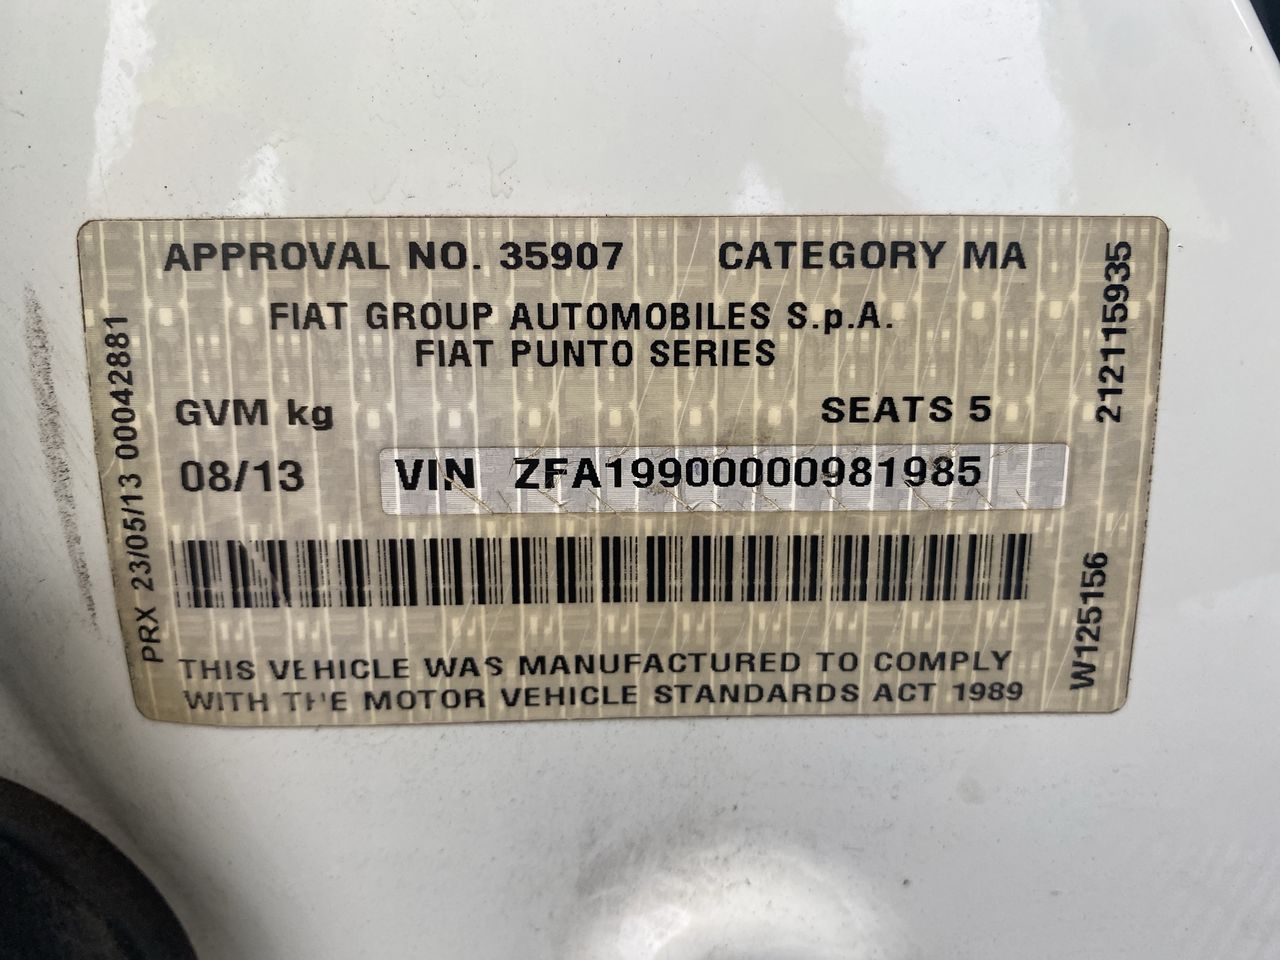 APPROVAL NO. 35907 CATEGORY MA
FIAT GROUP AUTOMOBILES S.p.A.
FIAT PUNTO SERIES
GVM kg SEATS 5
08/13 VIN ZFA19900000981985
THIS VEHICLE WAS MANUFACTURED TO COMPLY
WITH THE MOTOR VEHICLE STANDARDS ACT 1989
PRX 23/05/13 00042881
212115935
W125156